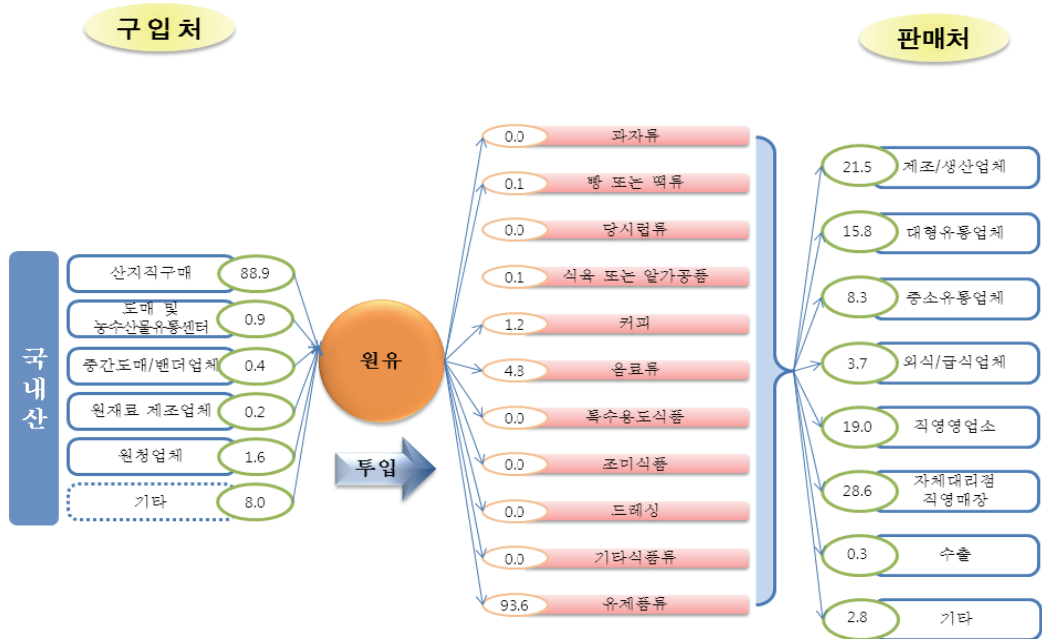 구입처
판매처
국내산
산지직구매
88.9
도매 및
농수산물유통센터
0.9
중간도매/밴더업체
0.4
원재료 제조업체
0.2
원청업체
1.6
기타
8.0
원유
투입
0.0
과자류
0.1
빵 또는 떡류
0.0
당시럽류
0.1
식육 또는 알가공품
1.2
커피
4.8
음료류
0.0
특수용도식품
0.0
조미식품
0.0
드레싱
0.0
기타식품류
93.6
유제품류
21.5
제조/생산업체
15.8
대형유통업체
8.3
중소유통업체
3.7
외식/급식업체
19.0
직영영업소
28.6
자체대리점
직영매장
0.3
수출
2.8
기타